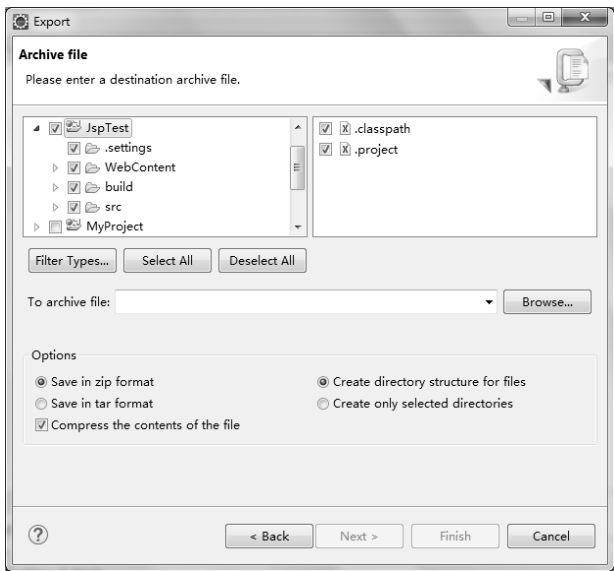 Export
Archive file
Please enter a destination archive file.
JspTest
.settings
WebContent
build
src
MyProject
.classpath
.project
Filter Types...
Select All
Deselect All
To archive file:
Browse...
Options
Save in zip format
Create directory structure for files
Save in tar format
Create only selected directories
Compress the contents of the file
?
< Back
Next >
Finish
Cancel